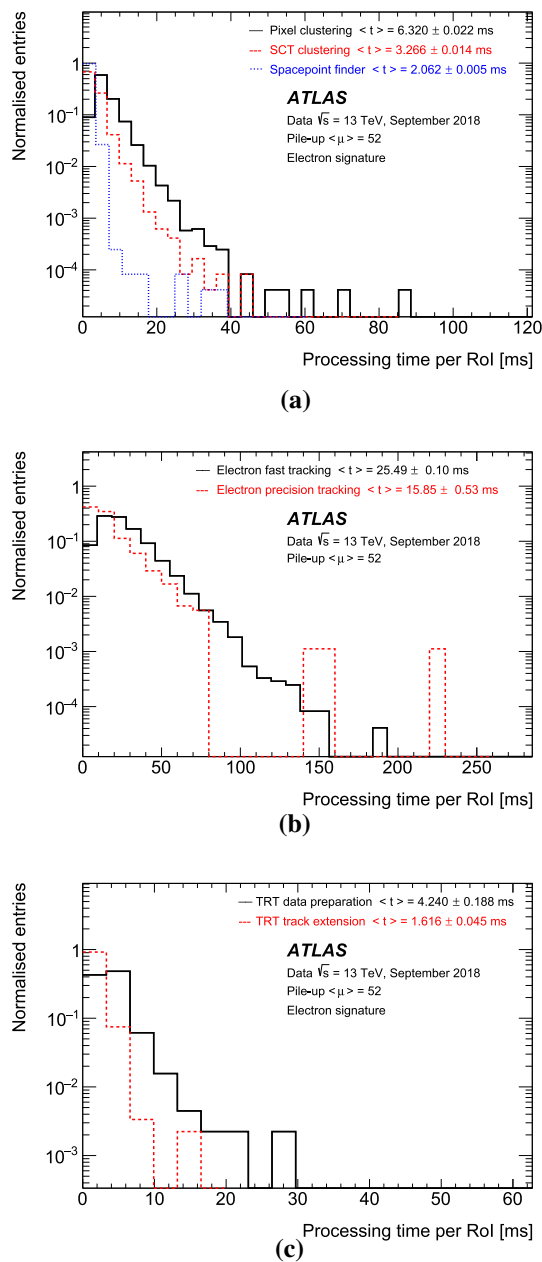 Normalised entries
Pixel clustering < t > = 6.320 ± 0.022 ms
SCT clustering < t > = 3.266 ± 0.014 ms
Spacepoint finder < t > = 2.062 ± 0.005 ms
ATLAS
Data √s = 13 TeV, September 2018
Pile-up < μ > = 52
Electron signature
1
10⁻¹
10⁻²
10⁻³
10⁻⁴
0 20 40 60 80 100 120
Processing time per RoI [ms]
(a)
Normalised entries
Electron fast tracking < t > = 25.49 ± 0.10 ms
Electron precision tracking < t > = 15.85 ± 0.53 ms
ATLAS
Data √s = 13 TeV, September 2018
Pile-up < μ > = 52
1
10⁻¹
10⁻²
10⁻³
10⁻⁴
0 50 100 150 200 250
Processing time per RoI [ms]
(b)
Normalised entries
TRT data preparation < t > = 4.240 ± 0.188 ms
TRT track extension < t > = 1.616 ± 0.045 ms
ATLAS
Data √s = 13 TeV, September 2018
Pile-up < μ > = 52
Electron signature
1
10⁻¹
10⁻²
10⁻³
0 10 20 30 40 50 60
Processing time per RoI [ms]
(c)